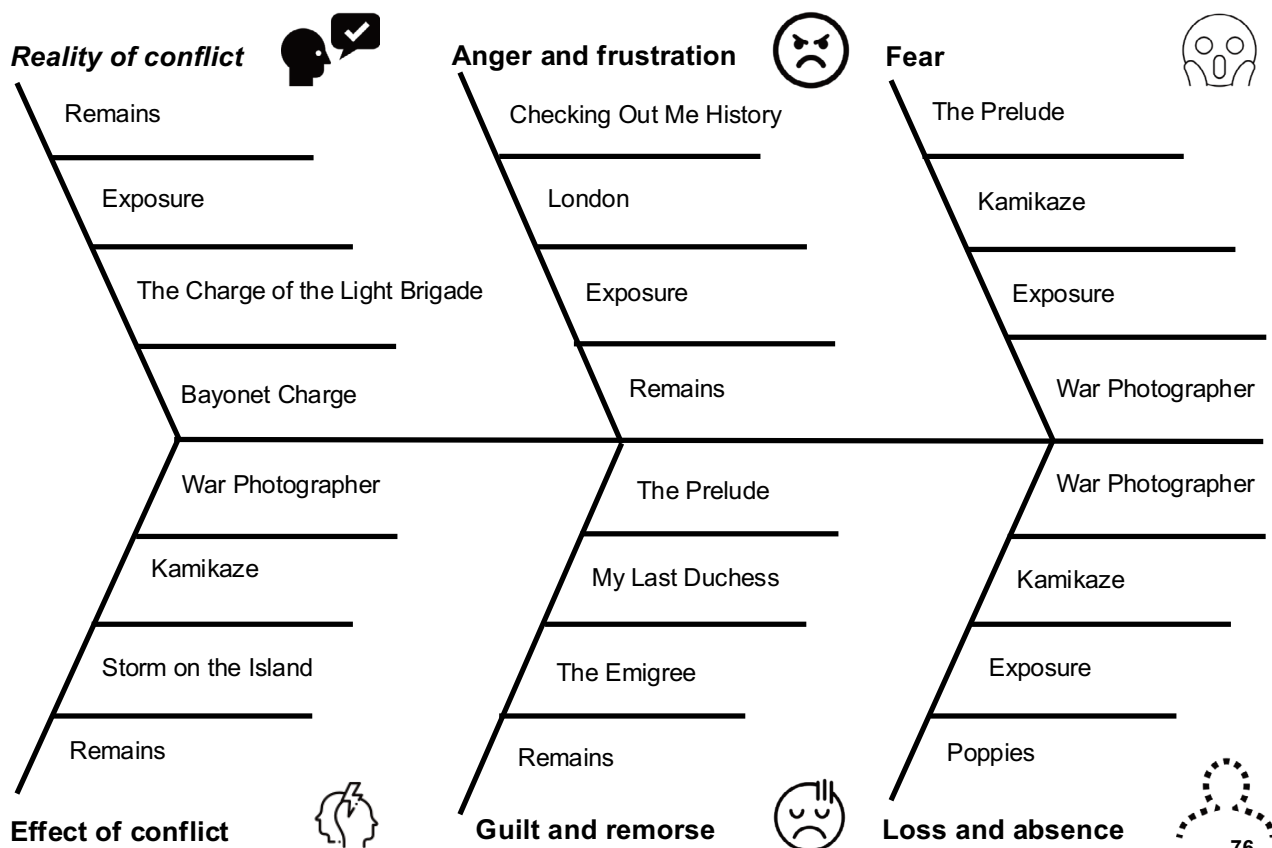 Reality of conflict
Remains
Exposure
The Charge of the Light Brigade
Bayonet Charge
Anger and frustration
Checking Out Me History
London
Exposure
Remains
Fear
The Prelude
Kamikaze
Exposure
War Photographer
War Photographer
Kamikaze
Storm on the Island
Remains
Effect of conflict
The Prelude
My Last Duchess
The Emigree
Remains
Guilt and remorse
War Photographer
Kamikaze
Exposure
Poppies
Loss and absence
76